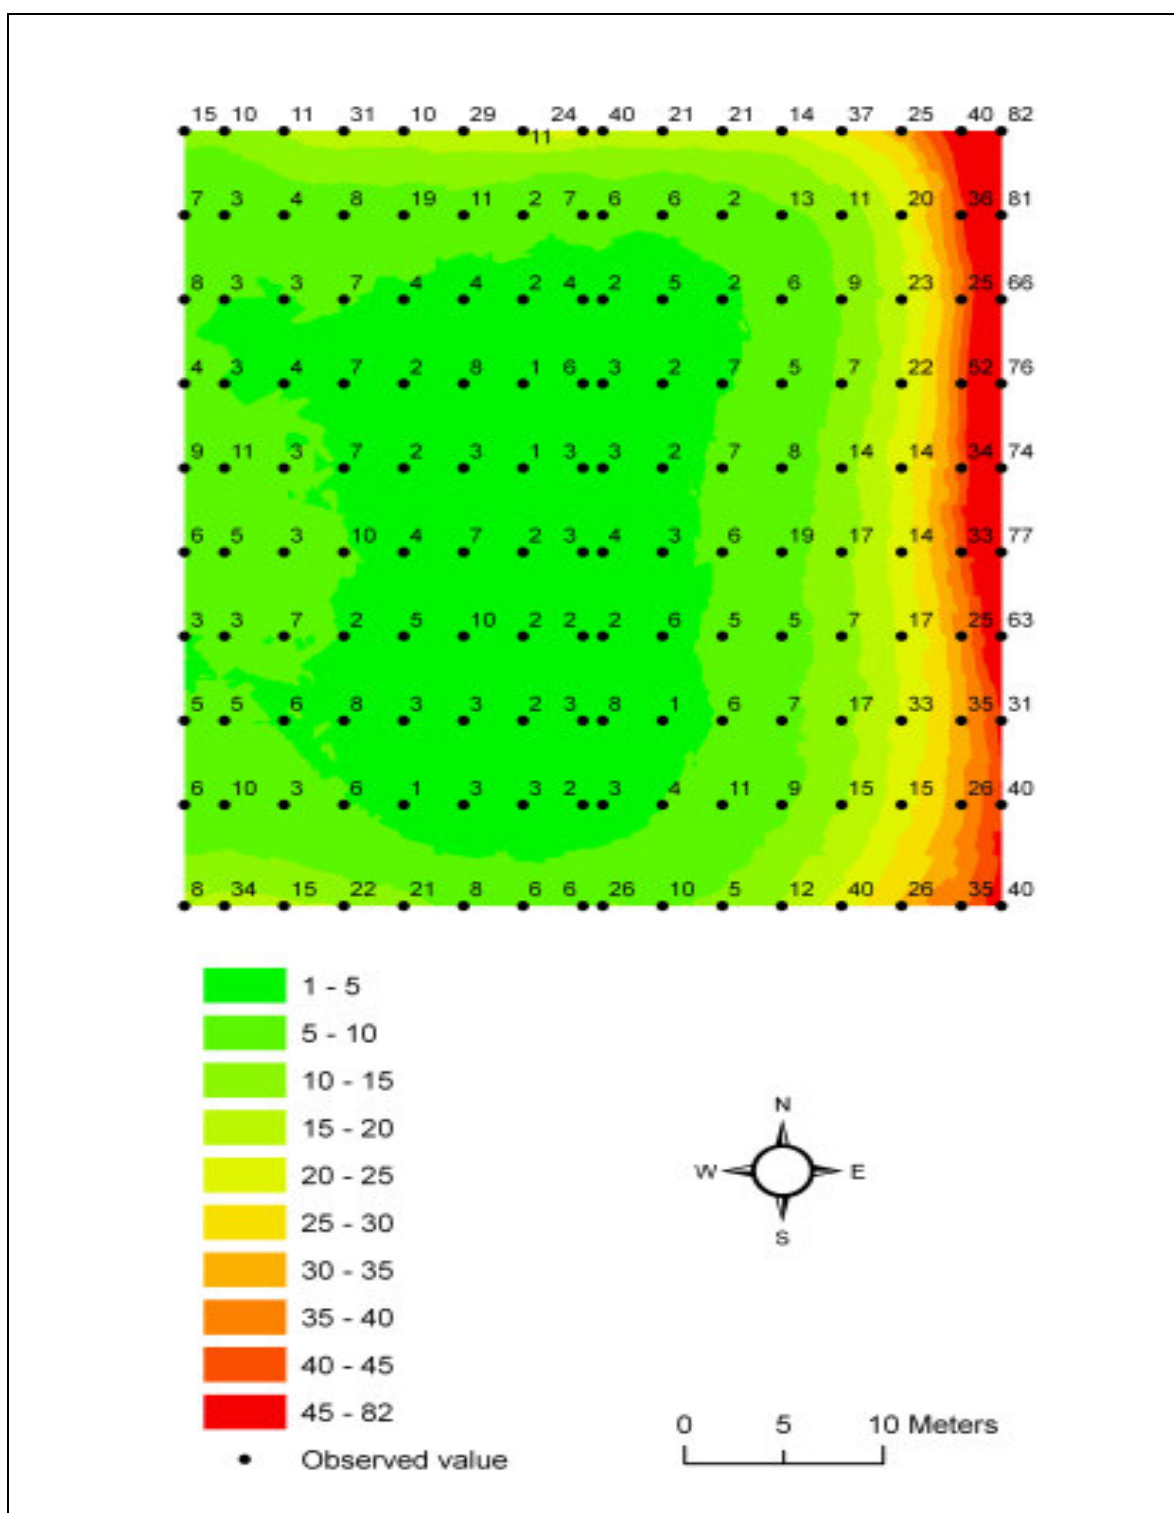 15 10 11 31 10 29 24 40 21 21 14 37 25 40 82
11
7 3 4 8 19 11 2 7 6 6 2 13 11 20 36 81
8 3 3 7 4 4 2 4 2 5 2 6 9 23 25 66
4 3 4 7 2 8 1 6 3 2 7 5 7 22 52 76
9 11 3 7 2 3 1 3 3 2 7 8 14 14 34 74
6 5 3 10 4 7 2 3 4 3 6 19 17 14 33 77
3 3 7 2 5 10 2 2 2 6 5 5 7 17 25 63
5 5 6 8 3 3 2 3 8 1 6 7 17 33 35 31
6 10 3 6 1 3 3 2 3 4 11 9 15 15 26 40
8 34 15 22 21 8 6 6 26 10 5 12 40 26 35 40
1 - 5
5 - 10
10 - 15
15 - 20
20 - 25
25 - 30
30 - 35
35 - 40
40 - 45
45 - 82
Observed value
N
W E
S
0 5 10 Meters